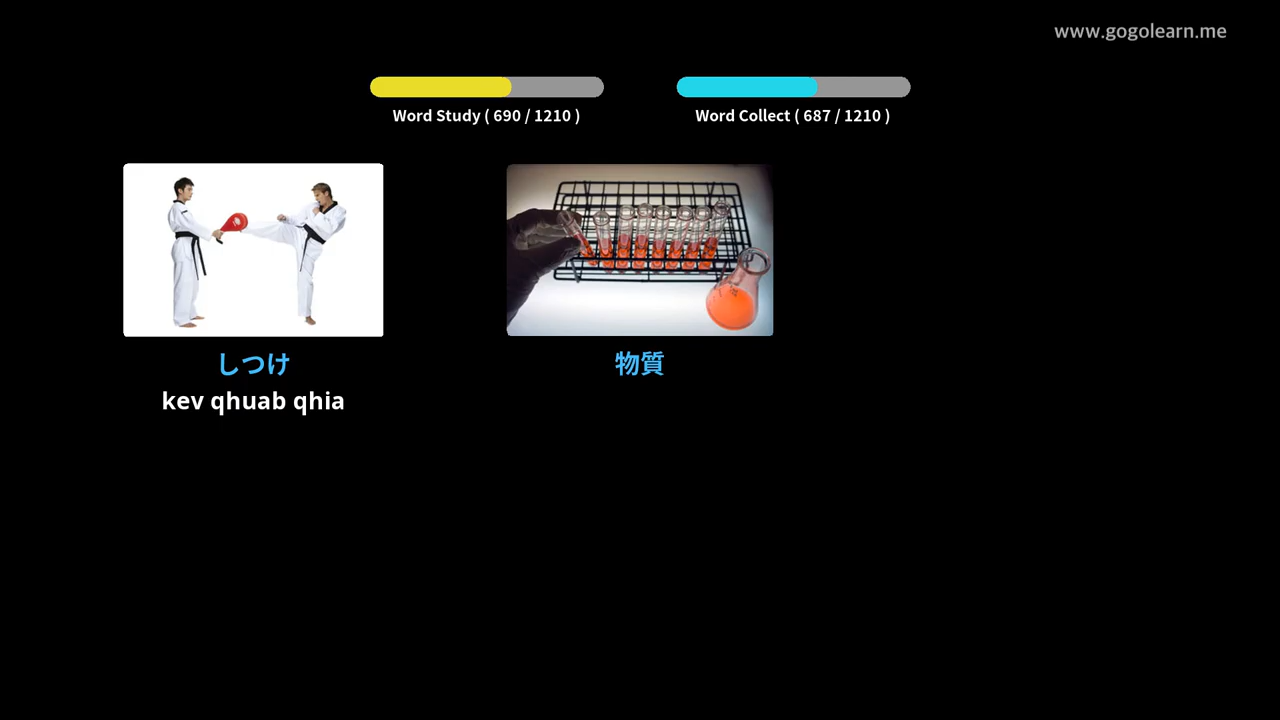 www.gogolearn.me
Word Study ( 690 / 1210 )
Word Collect ( 687 / 1210 )
しつけ
kev qhuab qhia
物質